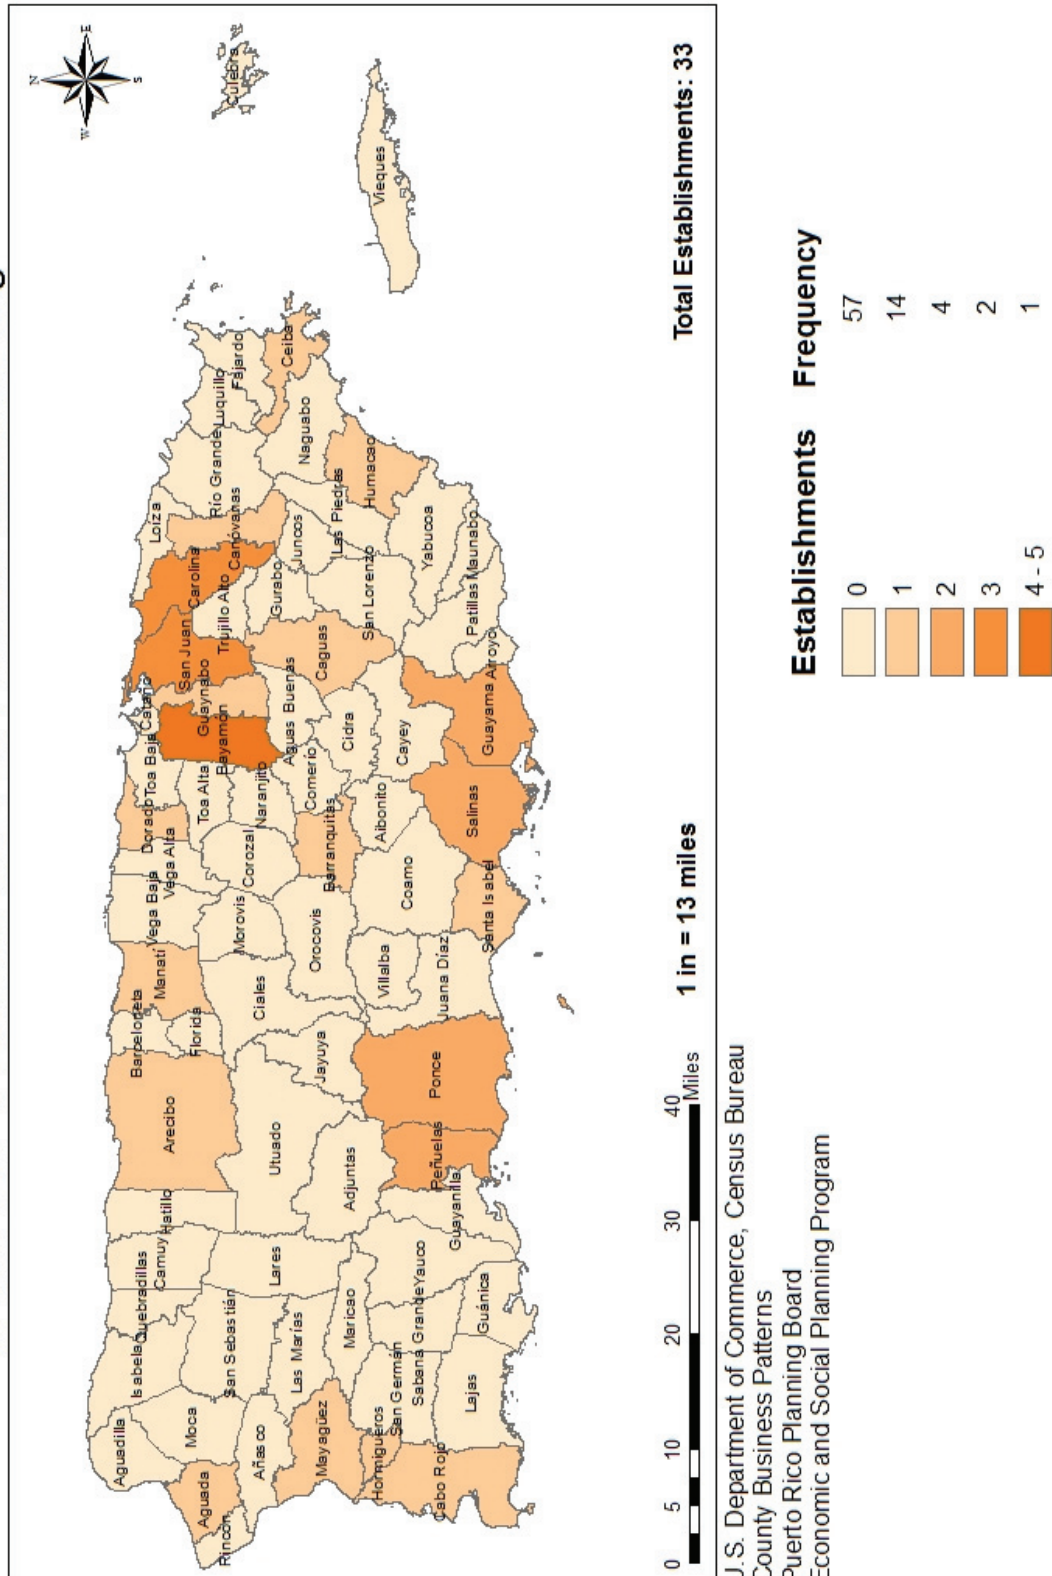 N
E
S
W
Culebra
Vieques
Fajardo
Luquillo
Ceiba
Río Grande
Naguabo
Loíza
Canóvanas
Humacao
Las Piedras
Juncos
Carolina
Yabucoa
Maunabo
Trujillo Alto
Gurabo
San Lorenzo
Patillas
San Juan
Caguas
Arroyo
Guaynabo
Cataño
Bayamón
Aguas Buenas
Guayama
Toa Baja
Cidra
Cayey
Toa Alta
Naranjito
Comerío
Dorado
Vega Alta
Aibonito
Salinas
Corozal
Barranquitas
Vega Baja
Coamo
Santa Isabel
Morovis
Orocovis
Manatí
Villalba
Juana Díaz
Ciales
Barceloneta
Florida
Jayuya
Ponce
Arecibo
Utuado
Peñuelas
Adjuntas
Guayanilla
Hatillo
Camuy
Lares
Yauco
Quebradillas
Maricao
Guánica
Isabela
San Sebastián
Las Marías
Sabana Grande
San Germán
Lajas
Aguadilla
Moca
Mayagüez
Hormigueros
Añasco
Cabo Rojo
Aguada
Rincón
Total Establishments: 33
1 in = 13 miles
0 5 10 20 30 40
Miles
U.S. Department of Commerce, Census Bureau
County Business Patterns
Puerto Rico Planning Board
Economic and Social Planning Program
Establishments Frequency
0 57
1 14
2 4
3 2
4 - 5 1